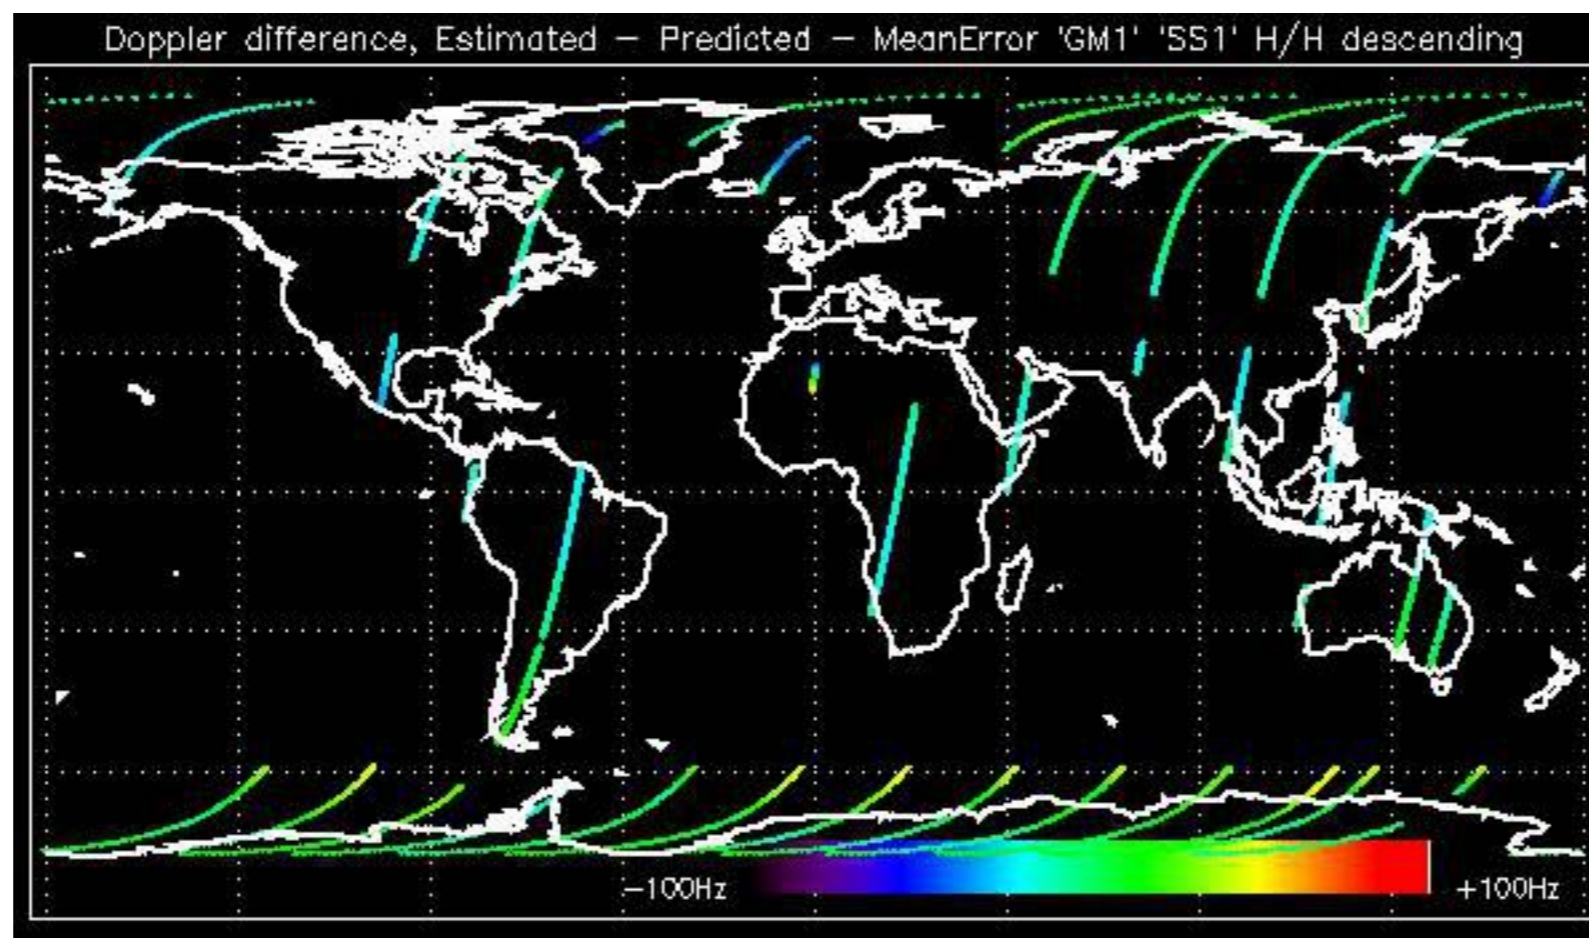 Doppler difference, Estimated − Predicted − MeanError 'GM1' 'SS1' H/H descending
−100Hz
+100Hz